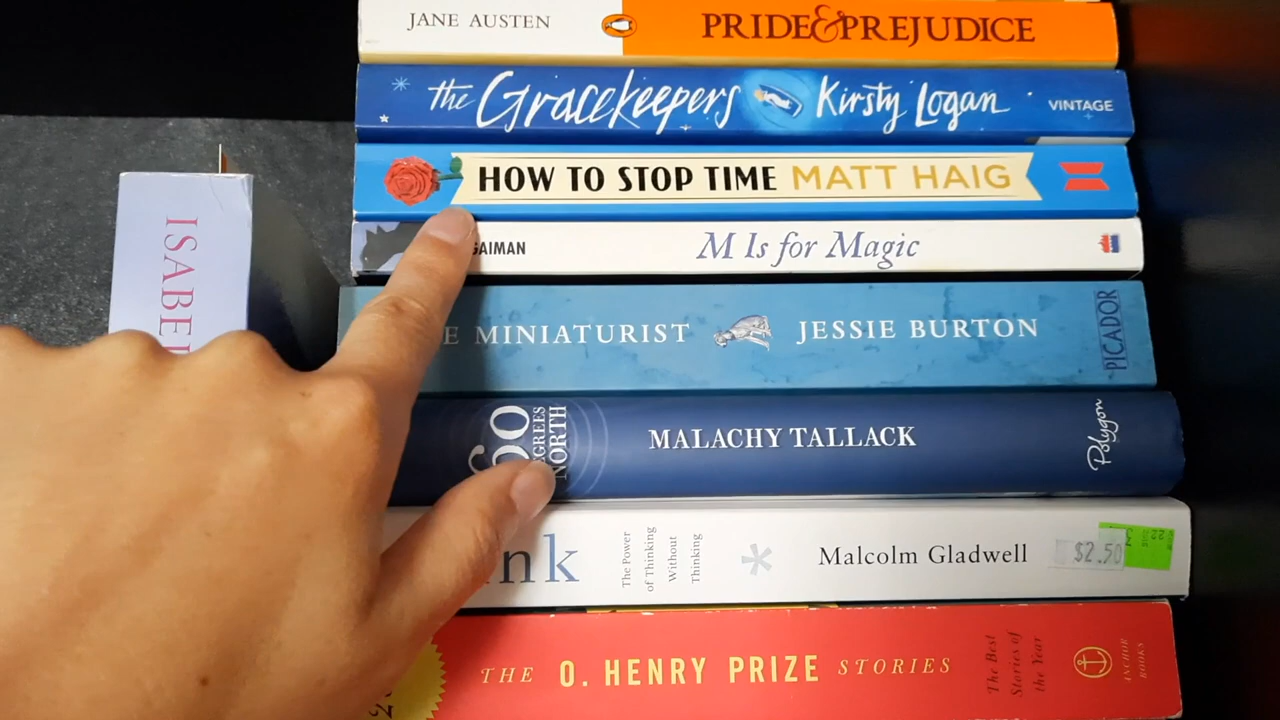 JANE AUSTEN PRIDE & PREJUDICE
the Gracekeepers Kirsty Logan VINTAGE
HOW TO STOP TIME MATT HAIG
GAIMAN M Is for Magic
ISABE
MINIATURIST JESSIE BURTON PICADOR
60 NORTH MALACHY TALLACK Polygon
The Power
of Thinking
Without
Thinking
* Malcolm Gladwell $2.50
THE O. HENRY PRIZE STORIES
The Best
Stories of
the Year
ANCHOR
BOOKS